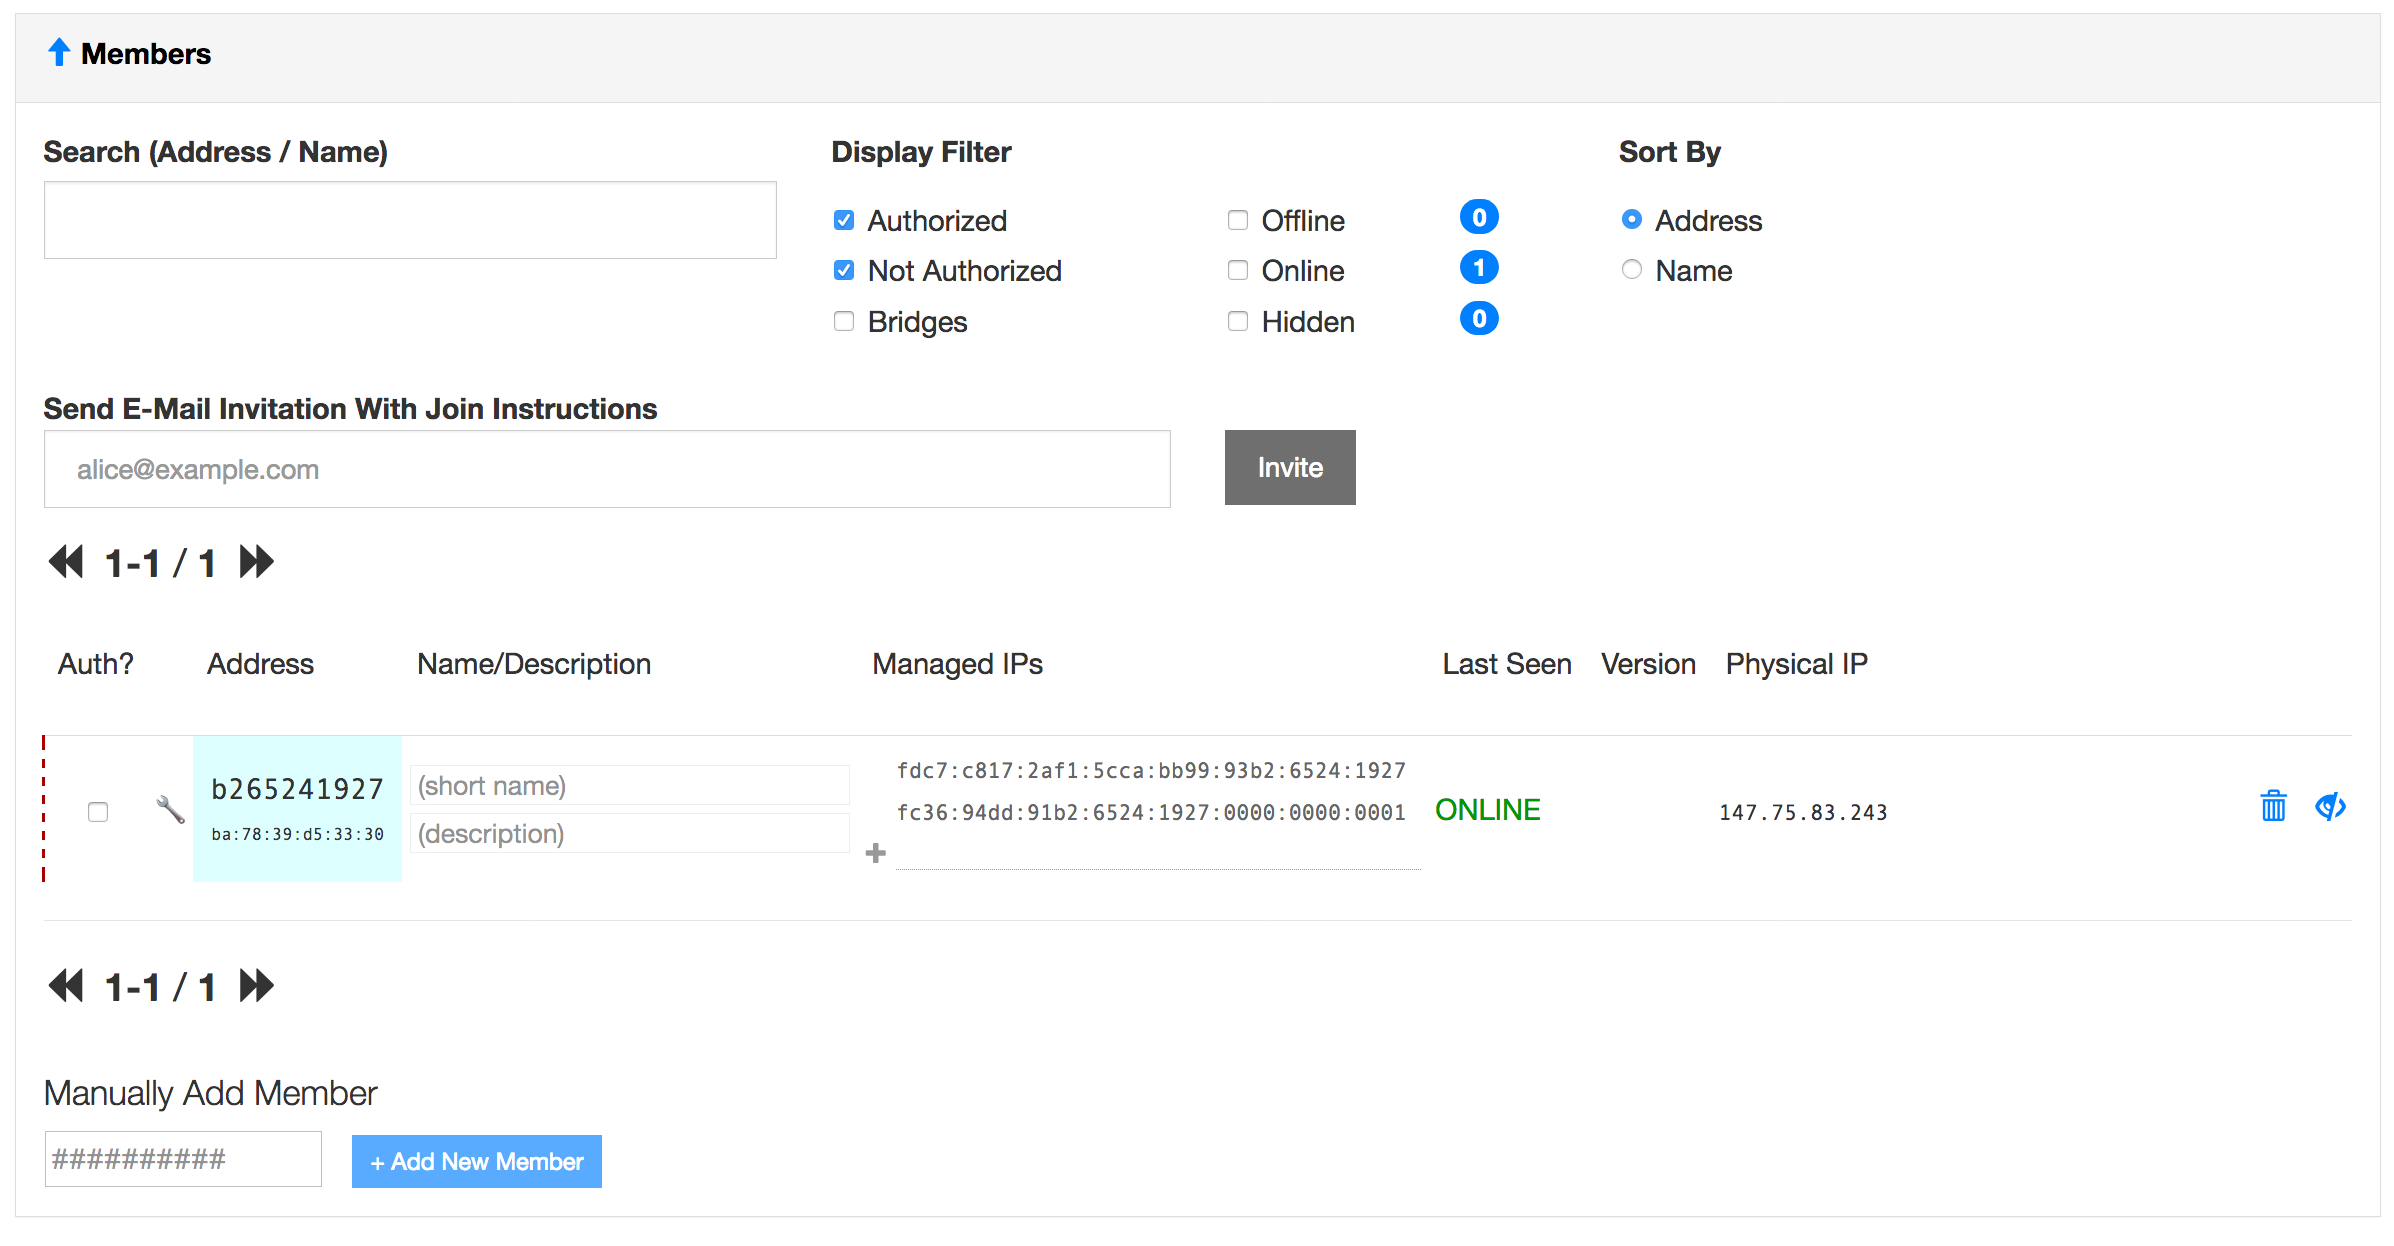 Members
Search (Address / Name)
Display Filter
Sort By
Authorized
Offline
0
Address
Not Authorized
Online
1
Name
Bridges
Hidden
0
Send E-Mail Invitation With Join Instructions
alice@example.com
Invite
1-1 / 1
Auth? Address Name/Description Managed IPs Last Seen Version Physical IP
b265241927
ba:78:39:d5:33:30
(short name)
(description)
fdc7:c817:2af1:5cca:bb99:93b2:6524:1927
fc36:94dd:91b2:6524:1927:0000:0000:0001
ONLINE
147.75.83.243
1-1 / 1
Manually Add Member
##########
+ Add New Member